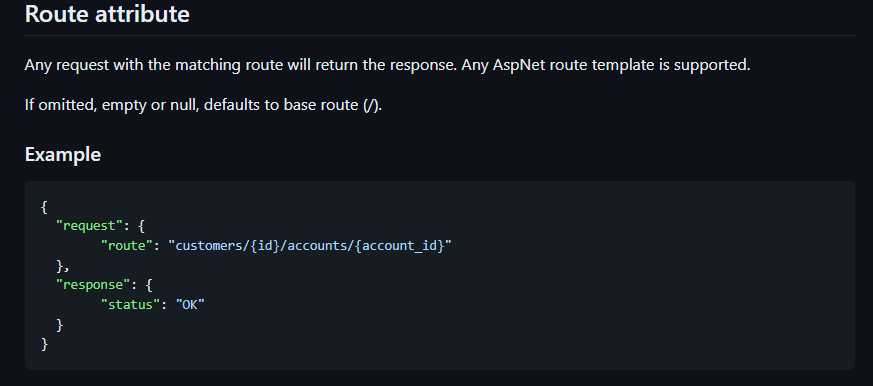 Route attribute
Any request with the matching route will return the response. Any AspNet route template is supported.
If omitted, empty or null, defaults to base route (/).
Example
{
  "request": {
        "route": "customers/{id}/accounts/{account_id}"
  },
  "response": {
        "status": "OK"
  }
}